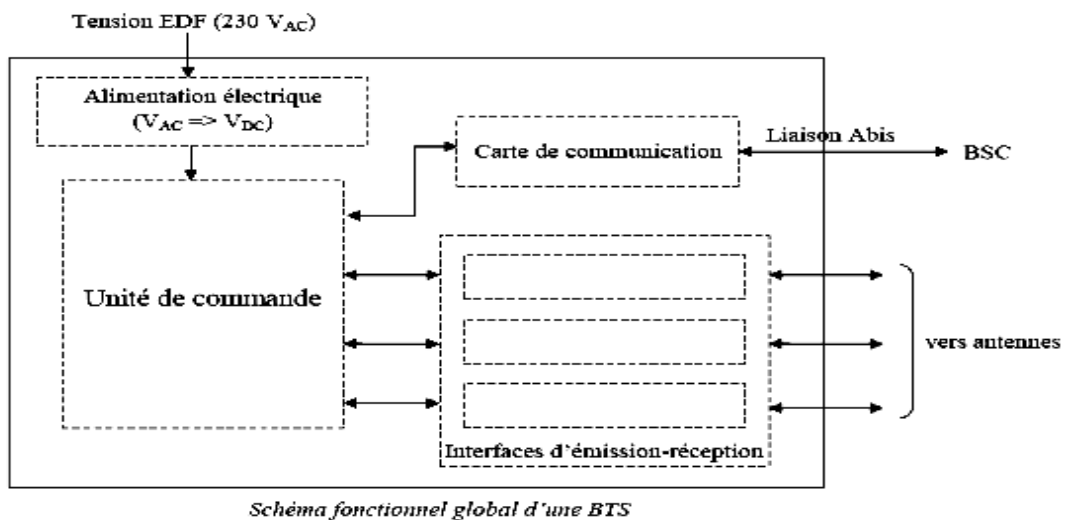 Tension EDF (230 VAC)
Alimentation électrique
(VAC => VDC)
Carte de communication
Liaison Abis
BSC
Unité de commande
vers antennes
Interfaces d’émission-réception
Schéma fonctionnel global d’une BTS